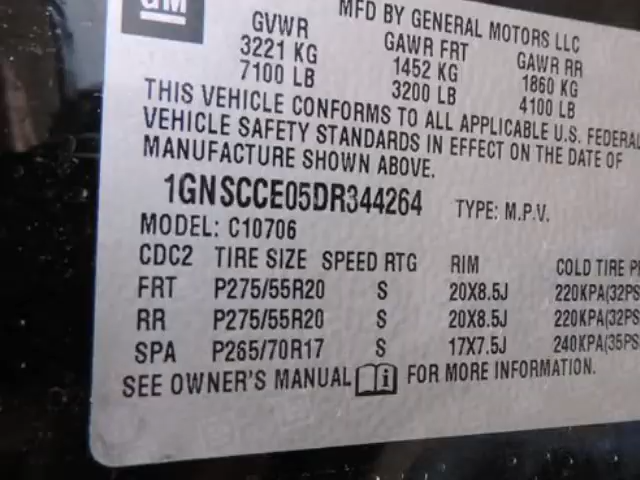 GM
MFD BY GENERAL MOTORS LLC
GVWR GAWR FRT GAWR RR
3221 KG 1452 KG 1860 KG
7100 LB 3200 LB 4100 LB
THIS VEHICLE CONFORMS TO ALL APPLICABLE U.S. FEDERAL
VEHICLE SAFETY STANDARDS IN EFFECT ON THE DATE OF
MANUFACTURE SHOWN ABOVE.
1GNSCCE05DR344264 TYPE: M.P.V.
MODEL: C10706
CDC2 TIRE SIZE SPEED RTG RIM COLD TIRE
FRT P275/55R20 S 20X8.5J 220KPA(32PS
RR P275/55R20 S 20X8.5J 220KPA(32PS
SPA P265/70R17 S 17X7.5J 240KPA(35PS
SEE OWNER'S MANUAL FOR MORE INFORMATION.